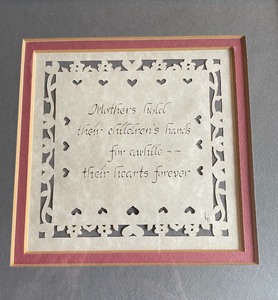 Mothers hold
their children's hands
for awhile --
their hearts forever